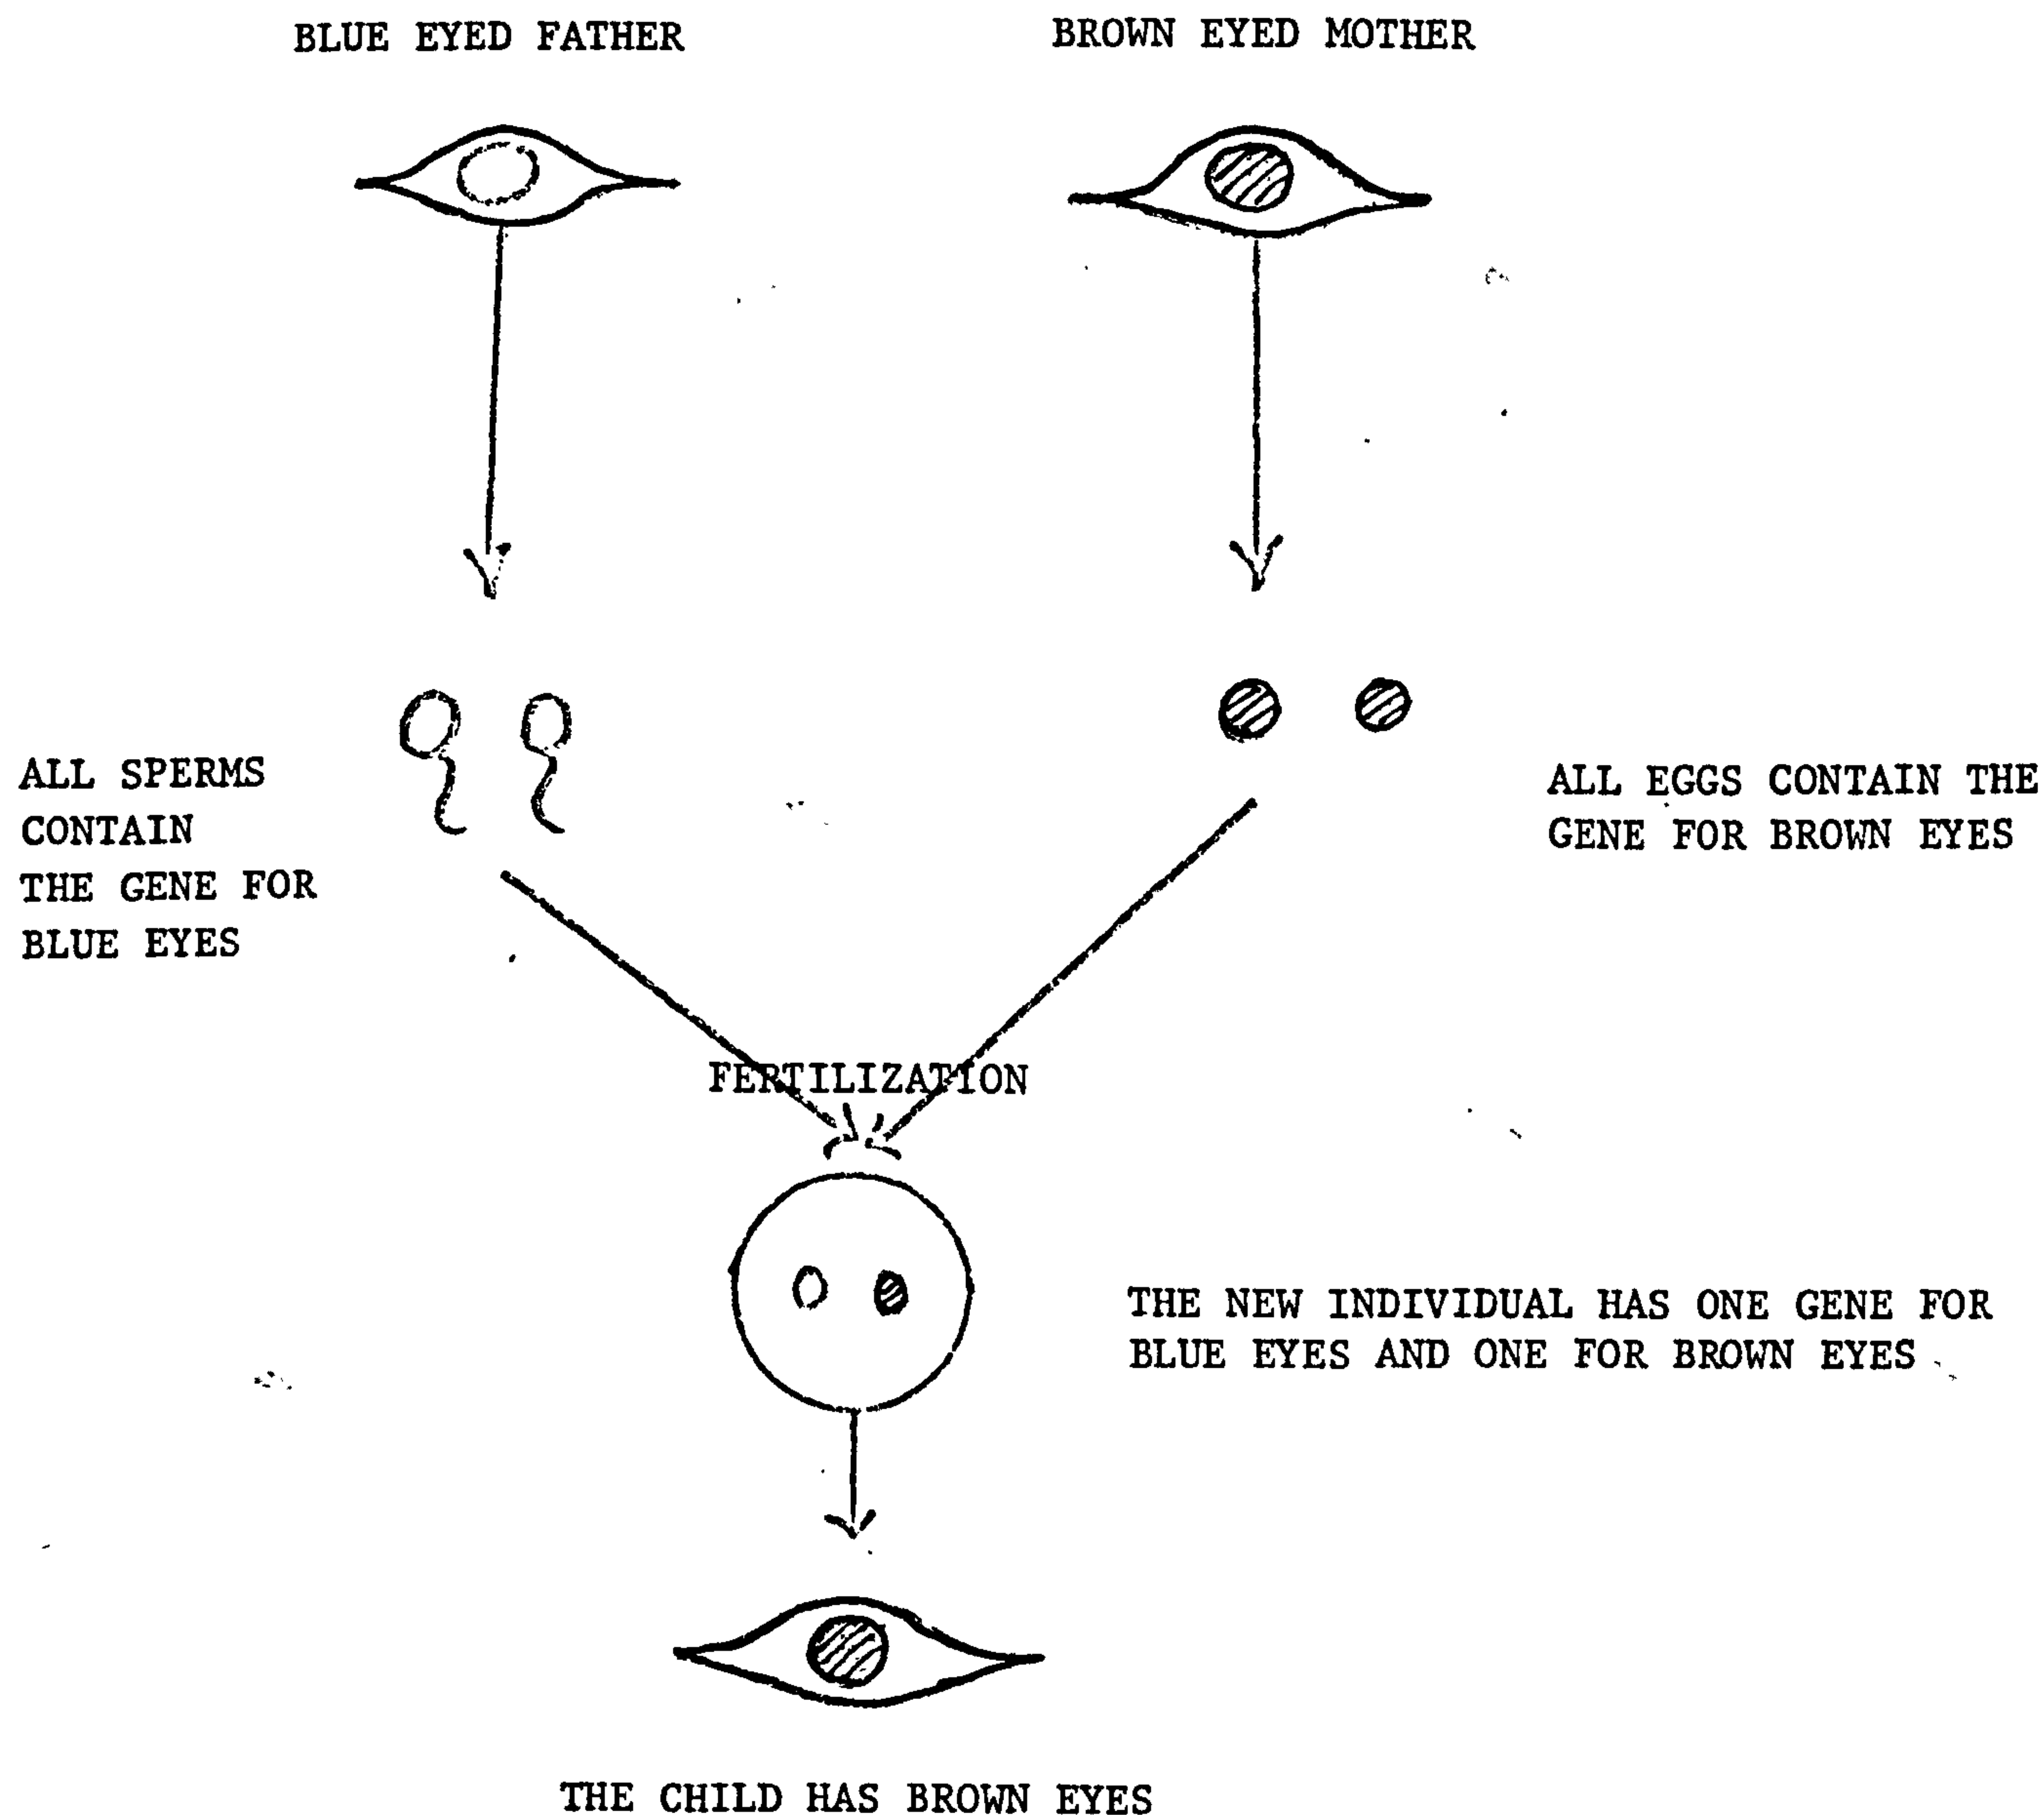 BLUE EYED FATHER
BROWN EYED MOTHER
ALL SPERMS
CONTAIN
THE GENE FOR
BLUE EYES
ALL EGGS CONTAIN THE
GENE FOR BROWN EYES
FERTILIZATION
THE NEW INDIVIDUAL HAS ONE GENE FOR
BLUE EYES AND ONE FOR BROWN EYES
THE CHILD HAS BROWN EYES